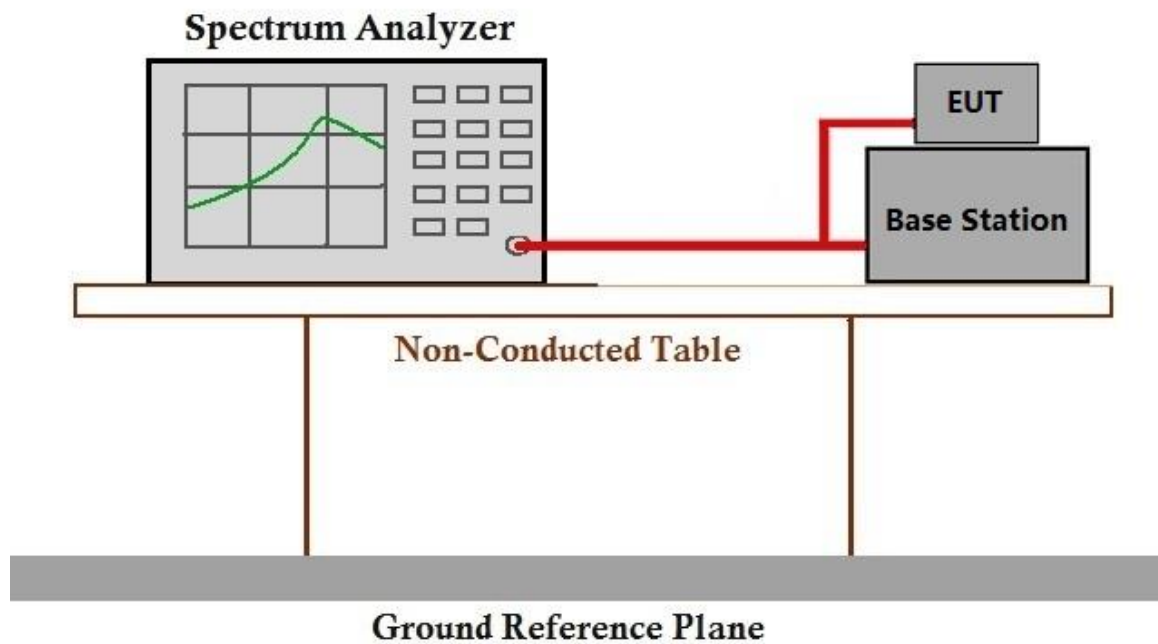 Spectrum Analyzer
EUT
Base Station
Non-Conducted Table
Ground Reference Plane